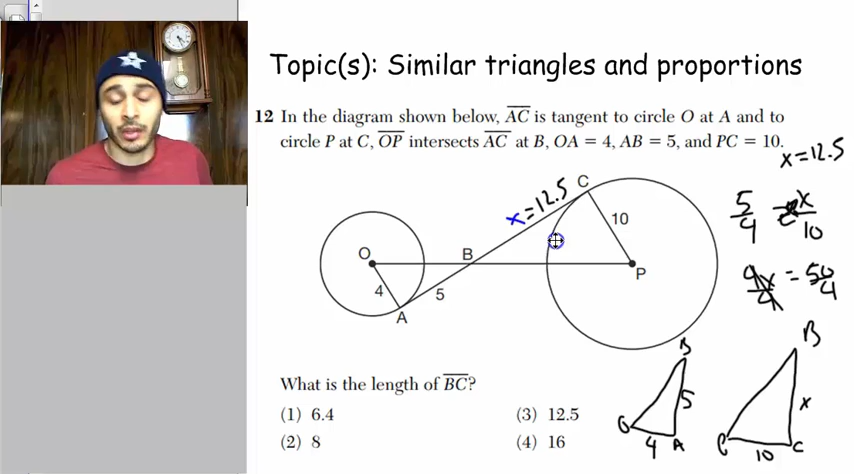 Topic(s): Similar triangles and proportions
12 In the diagram shown below, AC is tangent to circle O at A and to
circle P at C, OP intersects AC at B, OA = 4, AB = 5, and PC = 10.
x=12.5
C
x=12.5
5/4 = x/10
10
O
B
P
4
5
A
4x/4 = 50/4
What is the length of BC?
(1) 6.4
(2) 8
(3) 12.5
(4) 16
B
5
O
4
A
B
x
P
10
C